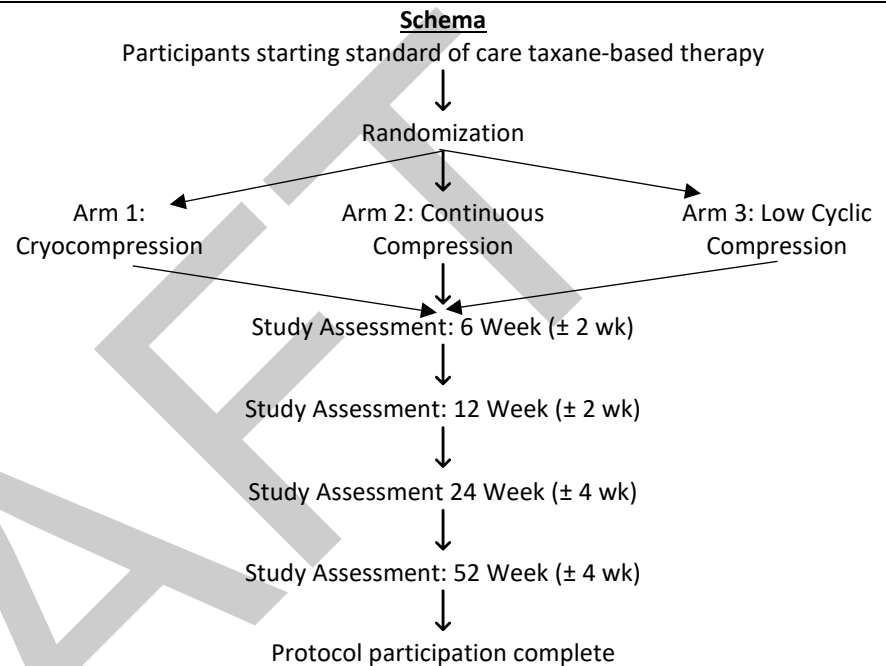 Schema
Participants starting standard of care taxane-based therapy
Randomization
Arm 1:
Cryocompression
Arm 2: Continuous
Compression
Arm 3: Low Cyclic
Compression
Study Assessment: 6 Week (± 2 wk)
Study Assessment: 12 Week (± 2 wk)
Study Assessment 24 Week (± 4 wk)
Study Assessment: 52 Week (± 4 wk)
Protocol participation complete
AFT